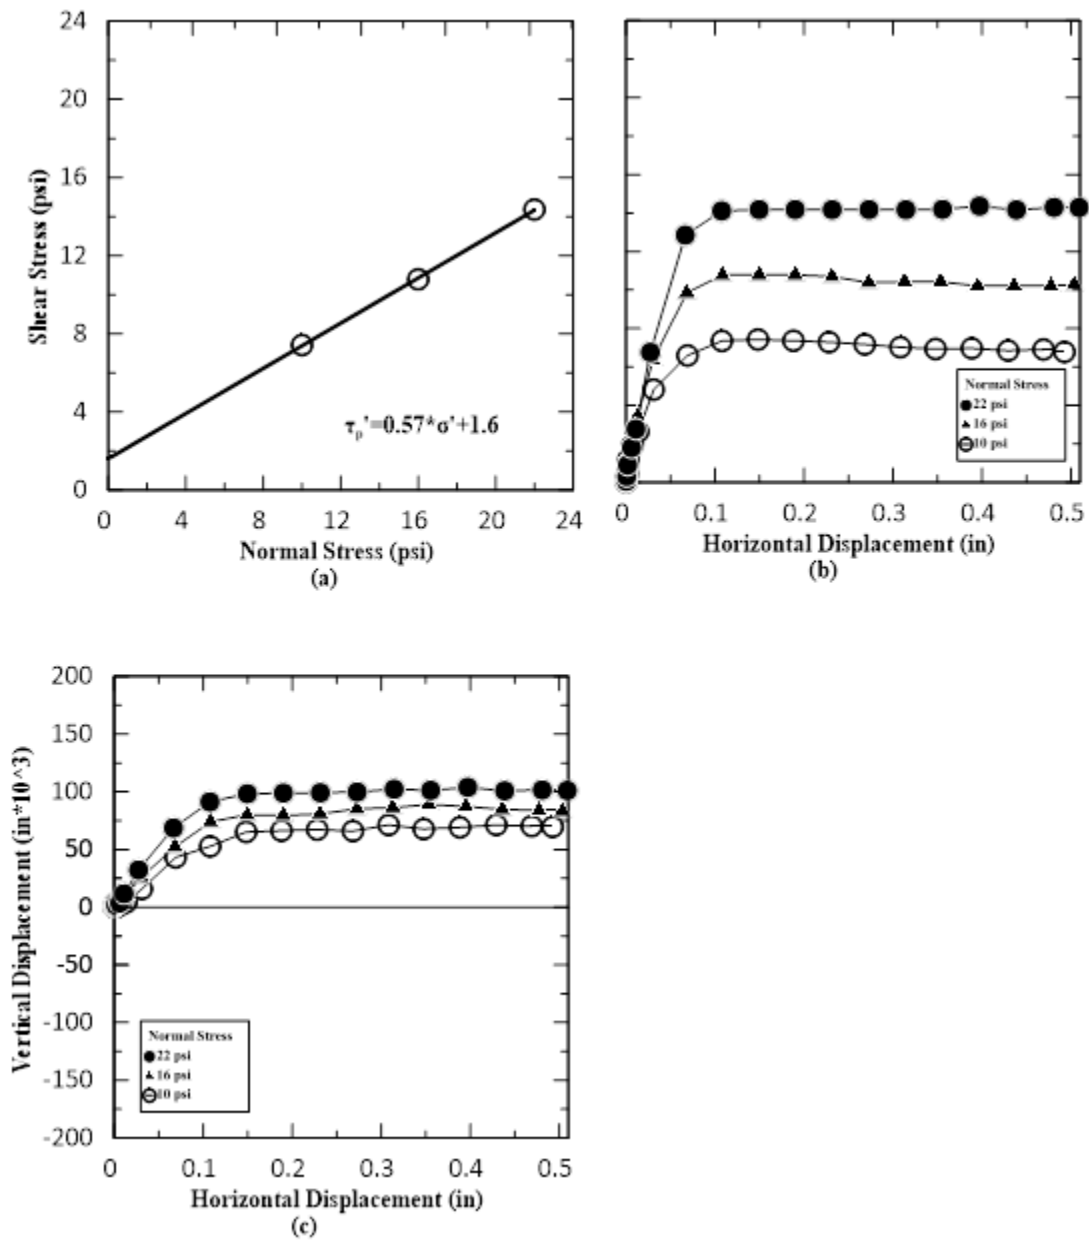 24
20
16
12
8
4
0
Shear Stress (psi)
τp'=0.57*σ'+1.6
0 4 8 12 16 20 24
Normal Stress (psi)
(a)
Normal Stress
22 psi
16 psi
10 psi
0 0.1 0.2 0.3 0.4 0.5
Horizontal Displacement (in)
(b)
200
150
100
50
0
-50
-100
-150
-200
Vertical Displacement (in*10^3)
Normal Stress
22 psi
16 psi
10 psi
0 0.1 0.2 0.3 0.4 0.5
Horizontal Displacement (in)
(c)